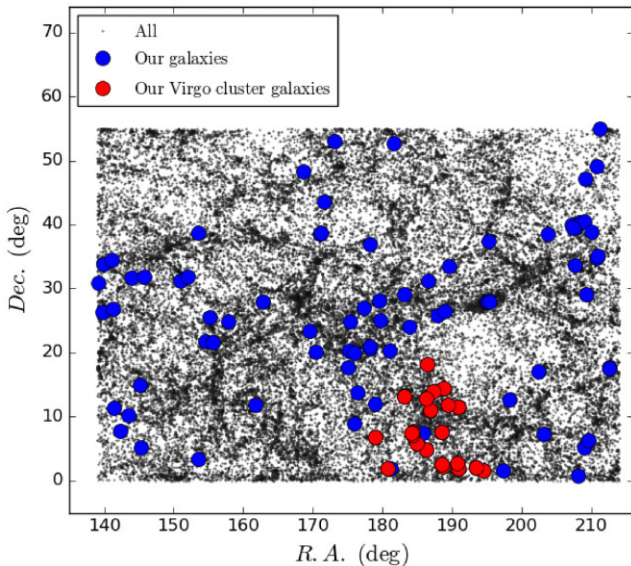 All
Our galaxies
Our Virgo cluster galaxies
70
60
50
40
30
20
10
0
Dec. (deg)
140 150 160 170 180 190 200 210
R.A. (deg)